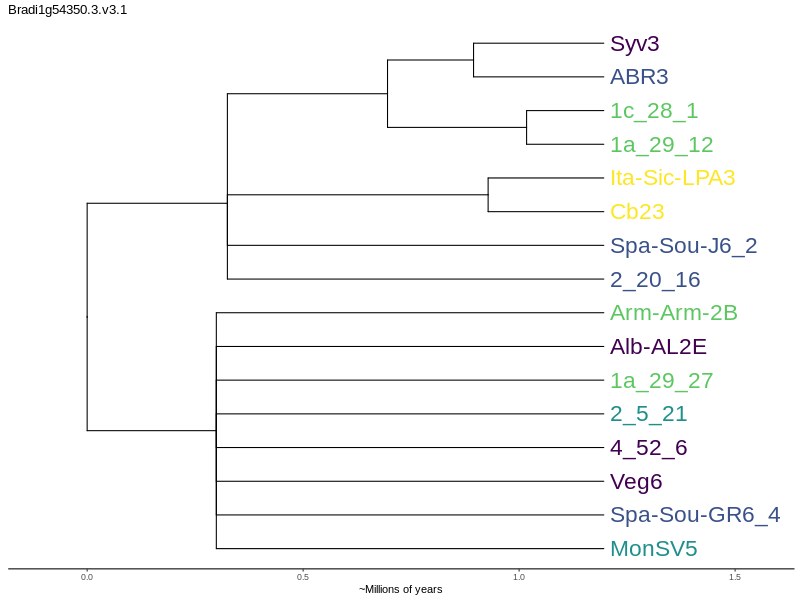 Bradi1g54350.3.v3.1
Syv3
ABR3
1c_28_1
1a_29_12
Ita-Sic-LPA3
Cb23
Spa-Sou-J6_2
2_20_16
Arm-Arm-2B
Alb-AL2E
1a_29_27
2_5_21
4_52_6
Veg6
Spa-Sou-GR6_4
MonSV5
0.0 0.5 1.0 1.5
~Millions of years